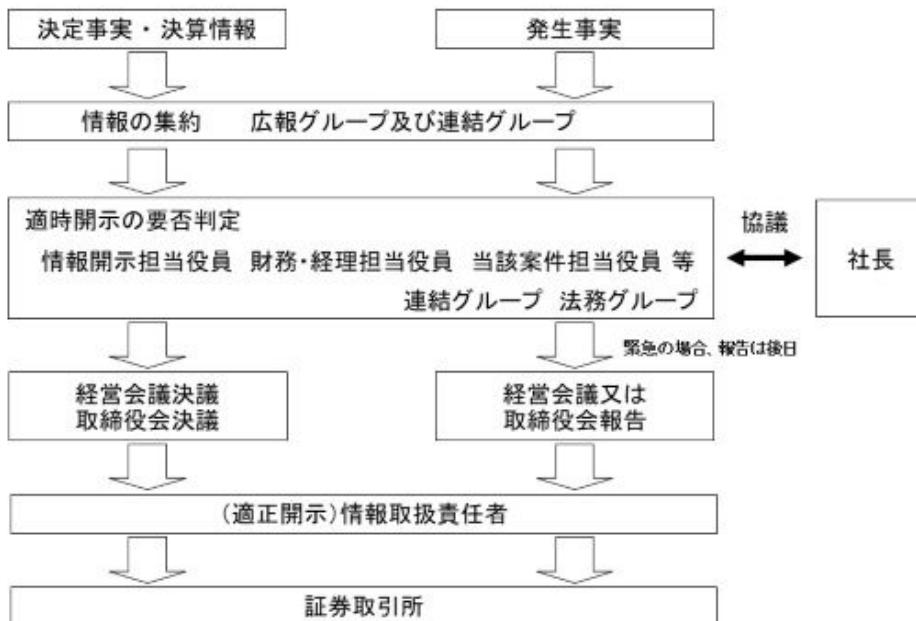 決定事実・決算情報
発生事実
情報の集約　広報グループ及び連結グループ
適時開示の要否判定
情報開示担当役員　財務・経理担当役員　当該案件担当役員 等
連結グループ　法務グループ
協議
社長
緊急の場合、報告は後日
経営会議決議
取締役会決議
経営会議又は
取締役会報告
（適正開示）情報取扱責任者
証券取引所